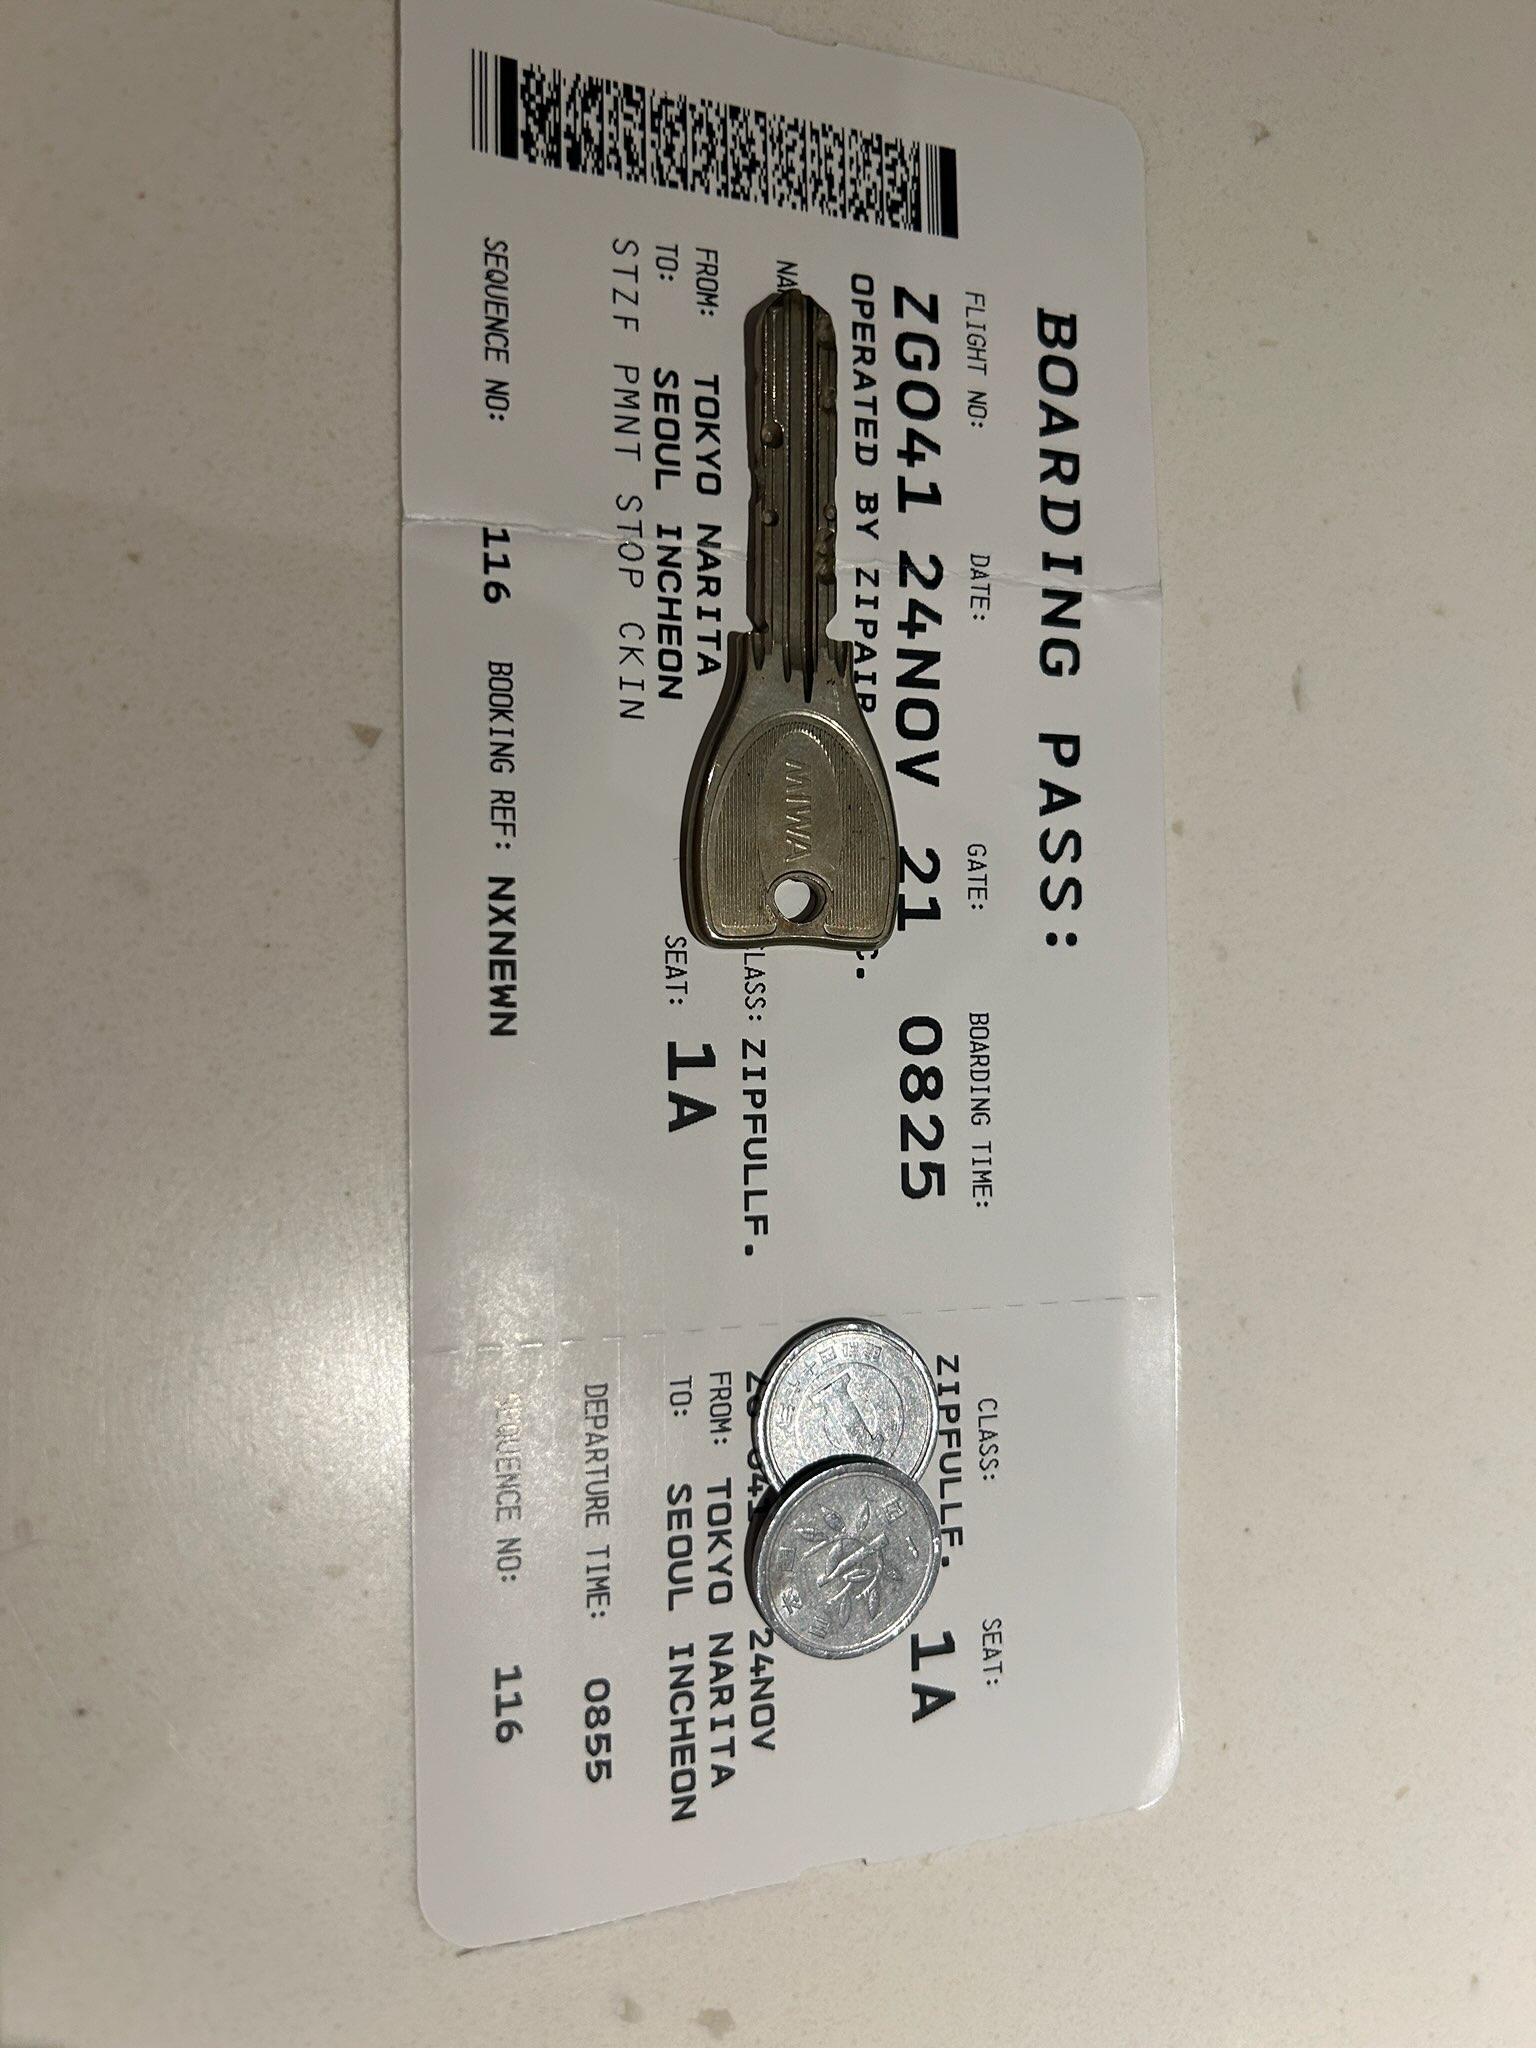 BOARDING PASS:
FLIGHT NO: DATE: GATE: BOARDING TIME:
ZG041 24NOV 21 0825
OPERATED BY ZIPAIR
CLASS: ZIPFULLF.
FROM: TOKYO NARITA
TO: SEOUL INCHEON
SEAT: 1A
STZF PMNT STOP CKIN
SEQUENCE NO: 116 BOOKING REF: NXNEWN
MIWA
CLASS: SEAT:
ZIPFULLF. 1A
24NOV
FROM: TOKYO NARITA
TO: SEOUL INCHEON
DEPARTURE TIME: 0855
SEQUENCE NO: 116
1